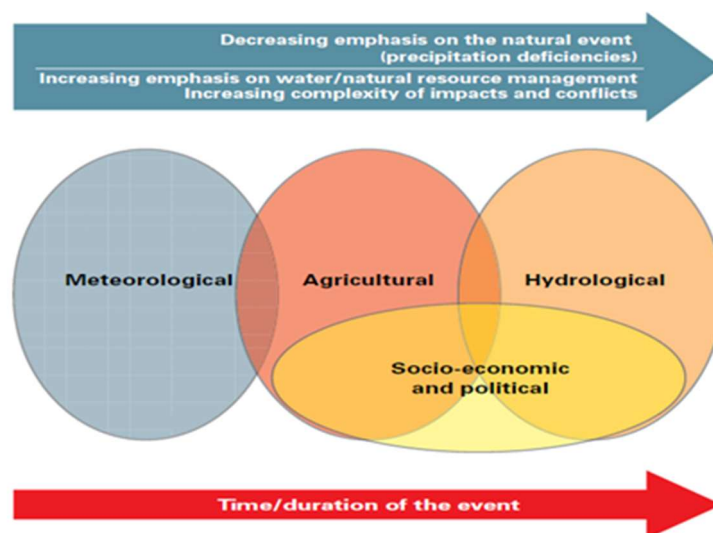 Decreasing emphasis on the natural event
(precipitation deficiencies)
Increasing emphasis on water/natural resource management
Increasing complexity of impacts and conflicts
Meteorological
Agricultural
Hydrological
Socio-economic
and political
Time/duration of the event